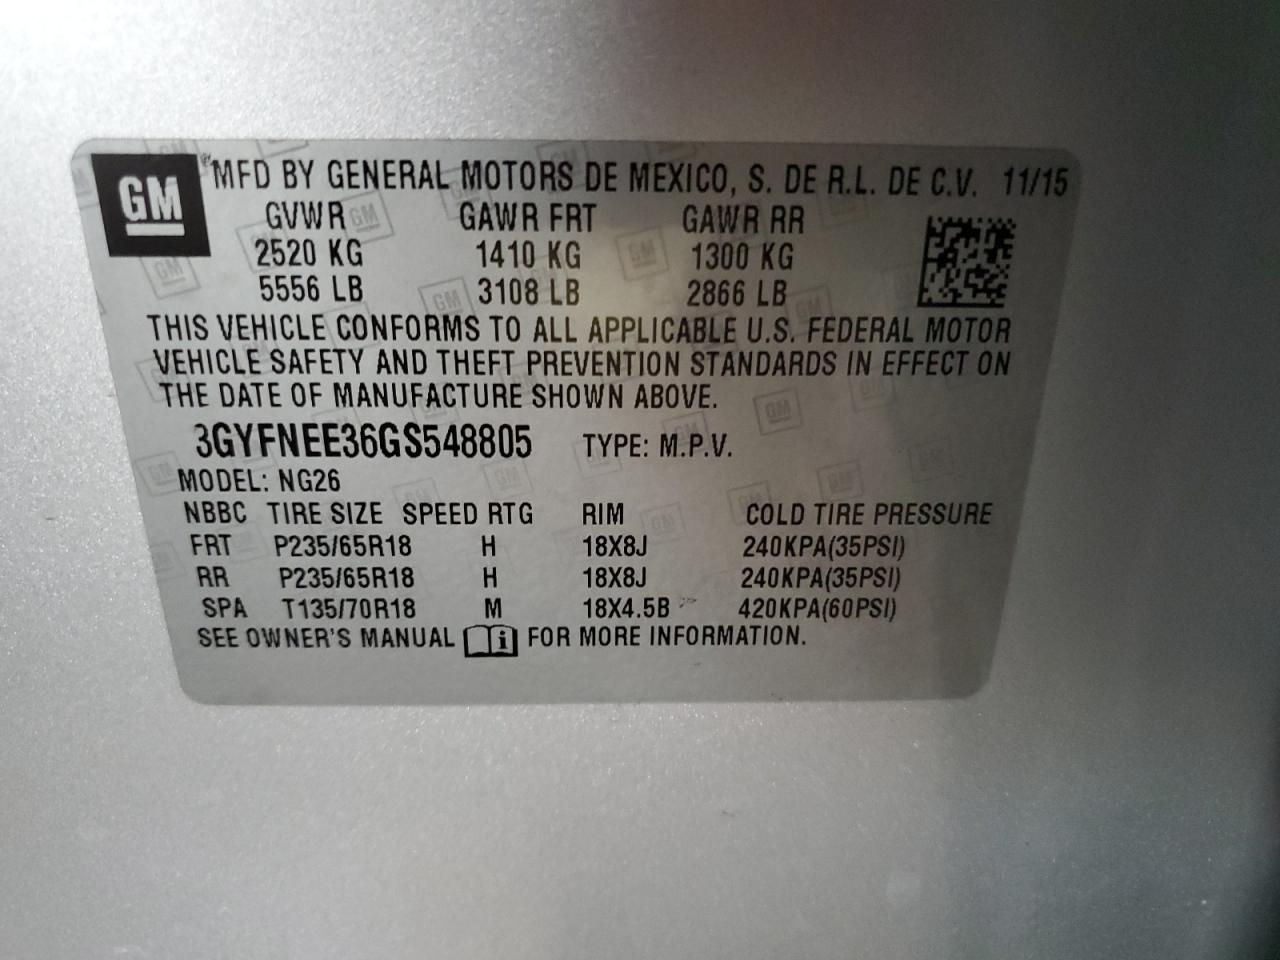 GM ® MFD BY GENERAL MOTORS DE MEXICO, S. DE R.L. DE C.V. 11/15
GVWR GAWR FRT GAWR RR
2520 KG 1410 KG 1300 KG
5556 LB 3108 LB 2866 LB
THIS VEHICLE CONFORMS TO ALL APPLICABLE U.S. FEDERAL MOTOR
VEHICLE SAFETY AND THEFT PREVENTION STANDARDS IN EFFECT ON
THE DATE OF MANUFACTURE SHOWN ABOVE.
3GYFNEE36GS548805 TYPE: M.P.V.
MODEL: NG26
NBBC TIRE SIZE SPEED RTG RIM COLD TIRE PRESSURE
FRT P235/65R18 H 18X8J 240KPA(35PSI)
RR P235/65R18 H 18X8J 240KPA(35PSI)
SPA T135/70R18 M 18X4.5B 420KPA(60PSI)
SEE OWNER'S MANUAL i FOR MORE INFORMATION.